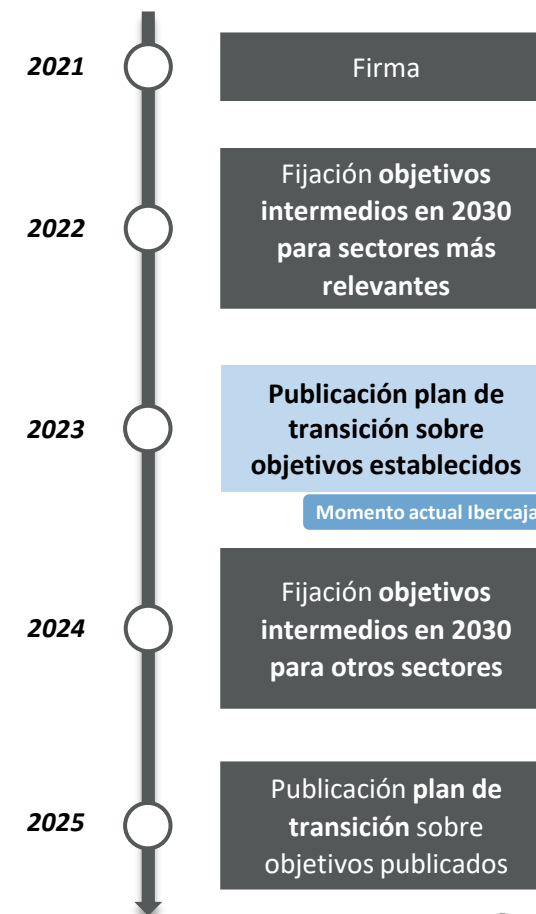 2021
Firma
2022
Fijación objetivos
intermedios en 2030
para sectores más
relevantes
2023
Publicación plan de
transición sobre
objetivos establecidos
Momento actual Ibercaja
2024
Fijación objetivos
intermedios en 2030
para otros sectores
2025
Publicación plan de
transición sobre
objetivos publicados